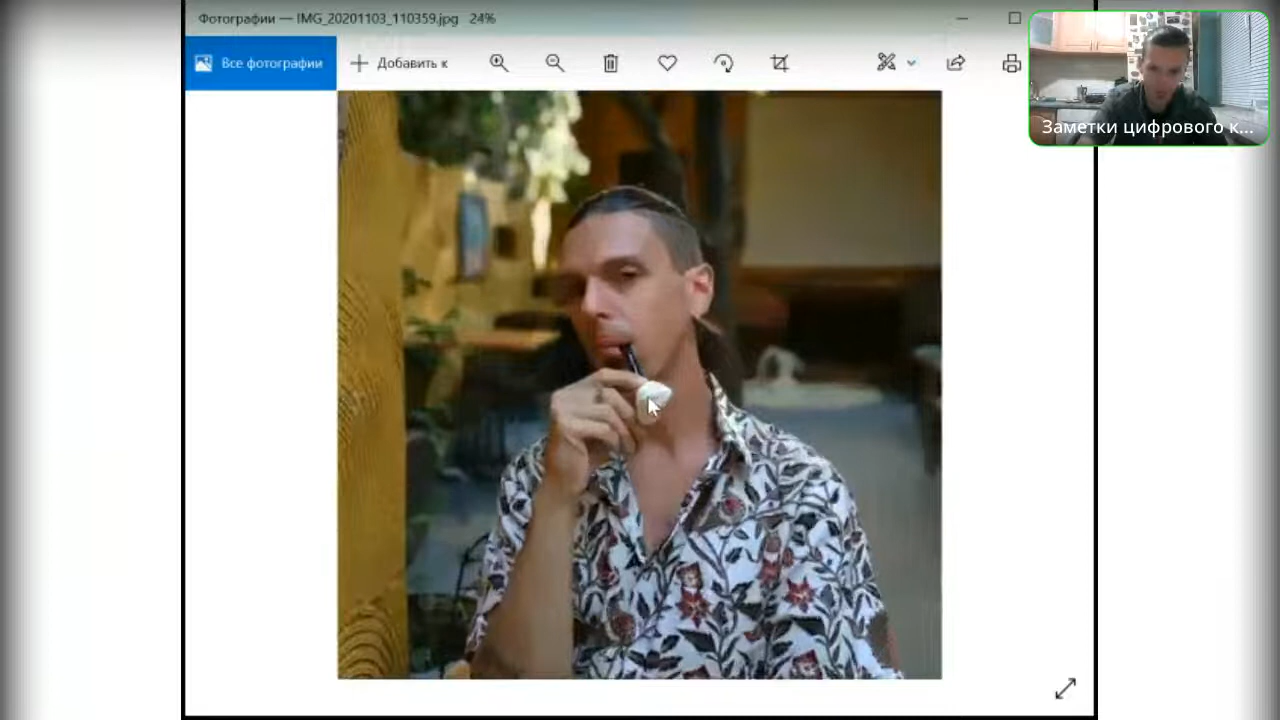 Фотографии — IMG_20201103_110359.jpg 24%
Все фотографии
Добавить к
Заметки цифрового к...